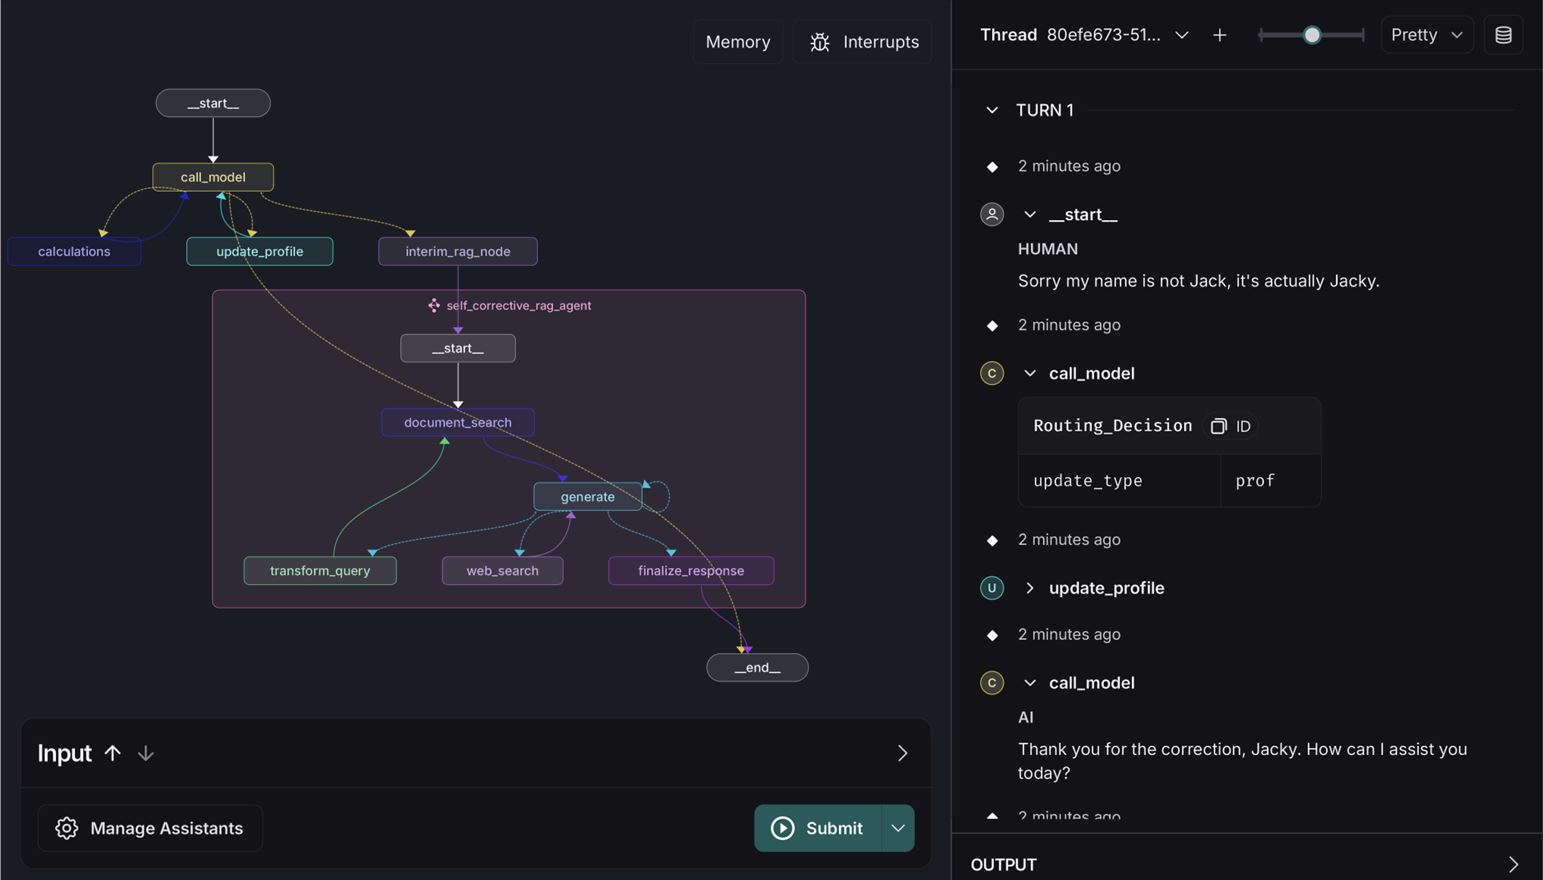 Memory
Interrupts
__start__
call_model
calculations
update_profile
interim_rag_node
self_corrective_rag_agent
__start__
document_search
generate
transform_query
web_search
finalize_response
__end__
Input
Manage Assistants
Submit
Thread 80efe673-51...
Pretty
TURN 1
2 minutes ago
__start__
HUMAN
Sorry my name is not Jack, it's actually Jacky.
2 minutes ago
C call_model
Routing_Decision ID
update_type prof
2 minutes ago
U update_profile
2 minutes ago
C call_model
AI
Thank you for the correction, Jacky. How can I assist you
today?
2 minutes ago
OUTPUT